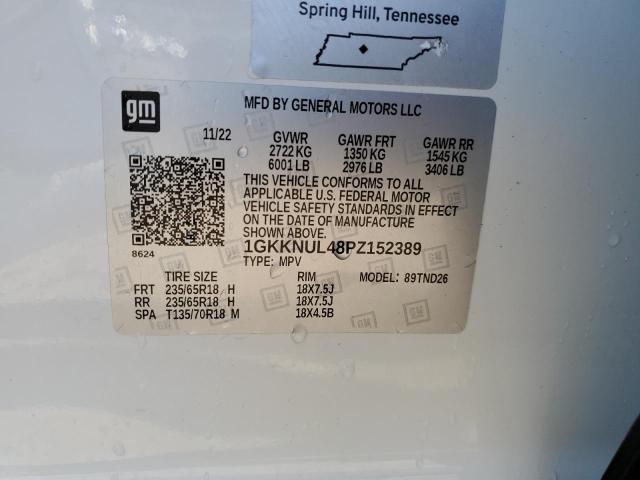 Spring Hill, Tennessee
gm
MFD BY GENERAL MOTORS LLC
11/22 GVWR GAWR FRT GAWR RR
2722 KG 1350 KG 1545 KG
6001 LB 2976 LB 3406 LB
THIS VEHICLE CONFORMS TO ALL
APPLICABLE U.S. FEDERAL MOTOR
VEHICLE SAFETY STANDARDS IN EFFECT
ON THE DATE OF MANUFACTURE
SHOWN ABOVE.
8624
1GKKNUL48PZ152389
TYPE: MPV
TIRE SIZE RIM MODEL: 89TND26
FRT 235/65R18 H 18X7.5J
RR 235/65R18 H 18X7.5J
SPA T135/70R18 M 18X4.5B